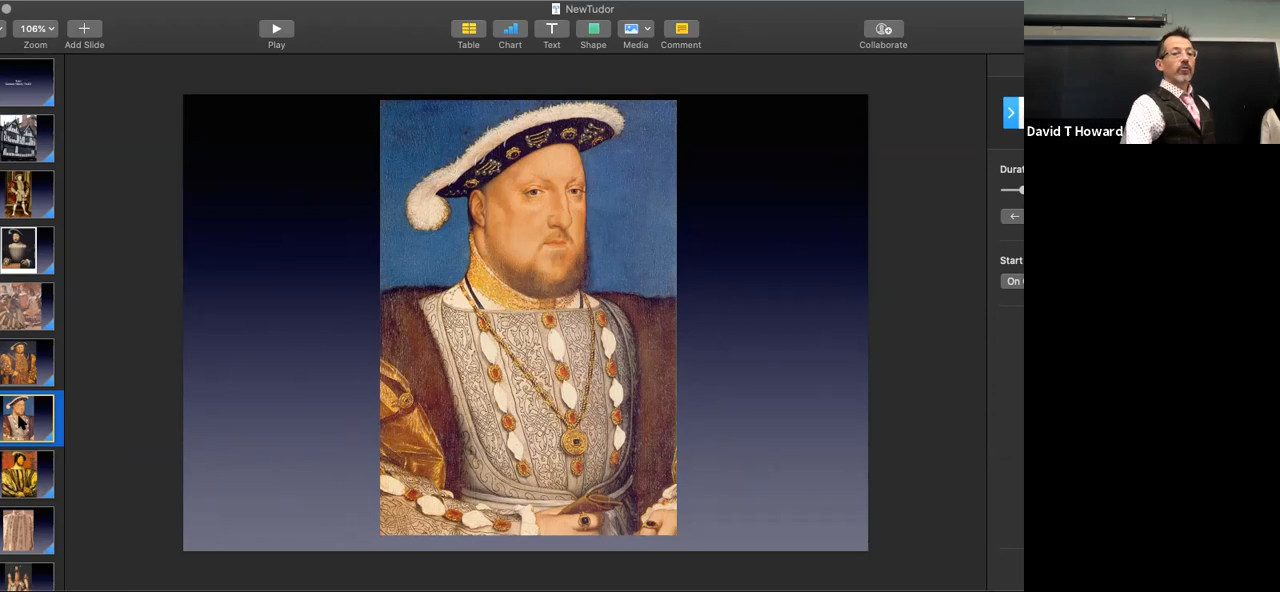 NewTudor
106%
Zoom
Add Slide
Play
Table
Chart
Text
Shape
Media
Comment
Collaborate
David T Howard
Durat
Start
On